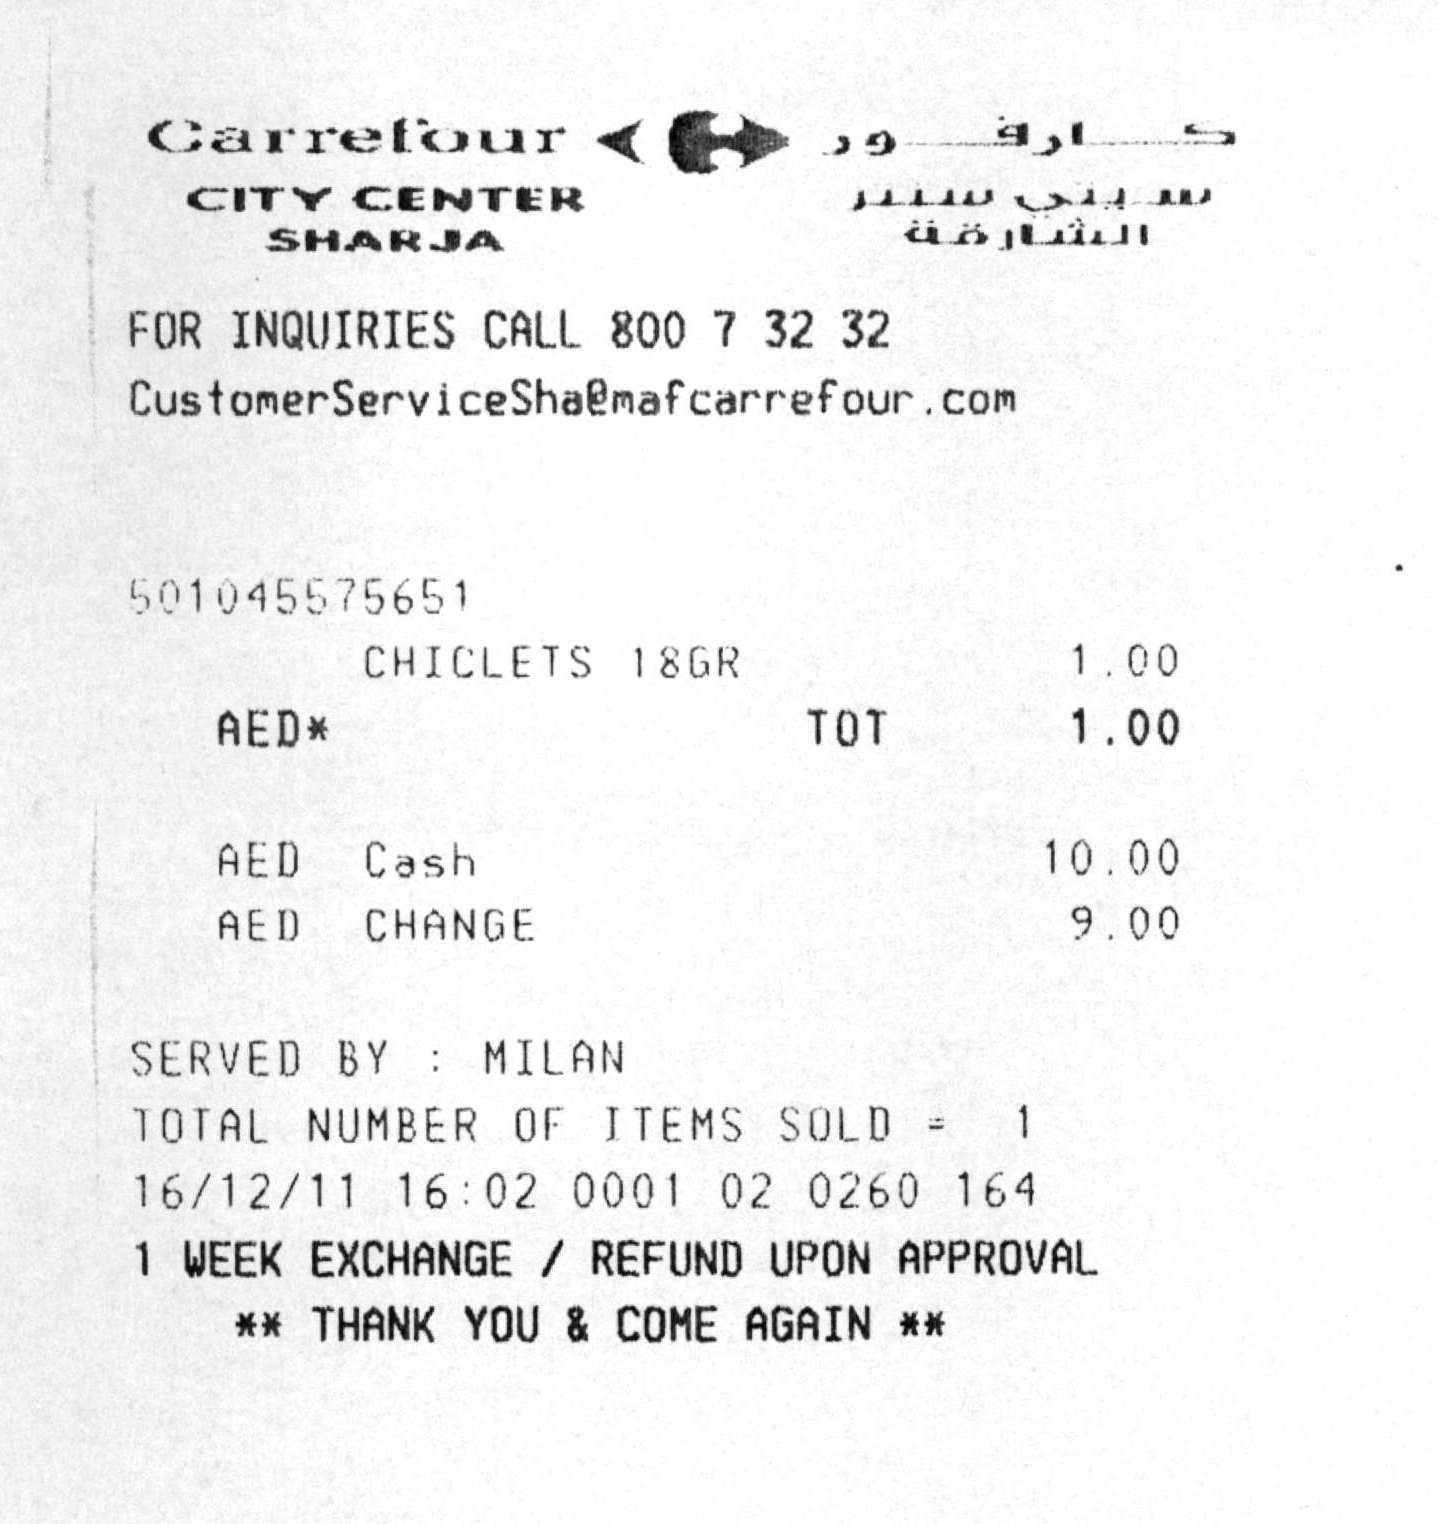 Carrefour كارفور
CITY CENTER سيتي سنتر
SHARJA الشارقة
FOR INQUIRIES CALL 800 7 32 32
CustomerServiceSha@mafcarrefour.com
501045575651
CHICLETS 18GR 1.00
AED* TOT 1.00
AED Cash 10.00
AED CHANGE 9.00
SERVED BY : MILAN
TOTAL NUMBER OF ITEMS SOLD = 1
16/12/11 16:02 0001 02 0260 164
1 WEEK EXCHANGE / REFUND UPON APPROVAL
** THANK YOU & COME AGAIN **